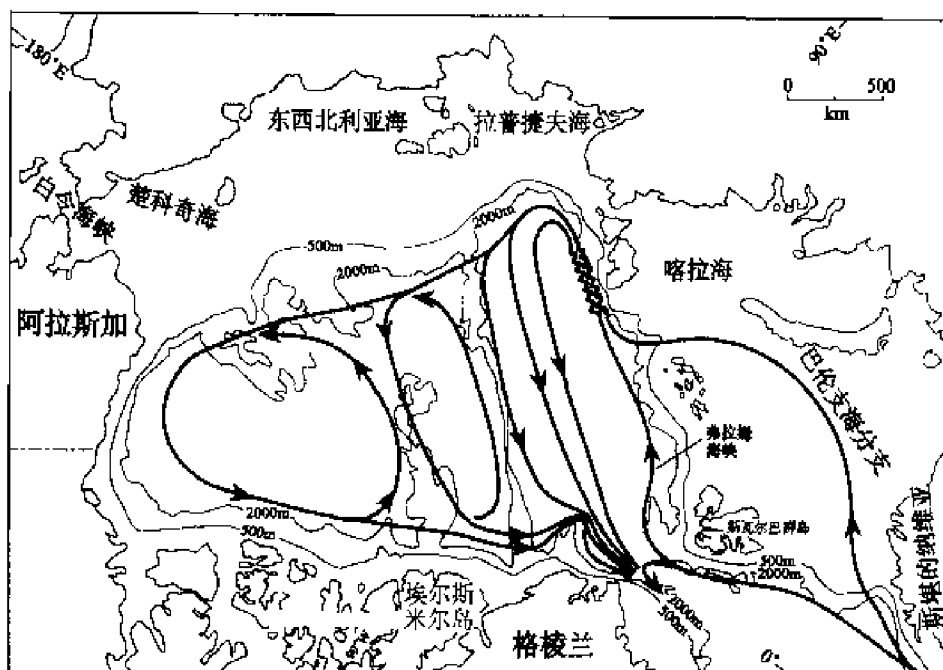 180°E
90°E
0 500
km
东西北利亚海
拉普捷夫海
白令海峡
楚科奇海
2000m
500m
2000m
喀拉海
阿拉斯加
巴伦支海分支
弗拉姆
海峡
斯瓦尔巴群岛
斯堪的纳维亚
2000m
500m
500m
2000m
2000m
500m
埃尔斯
米尔岛
格棱兰